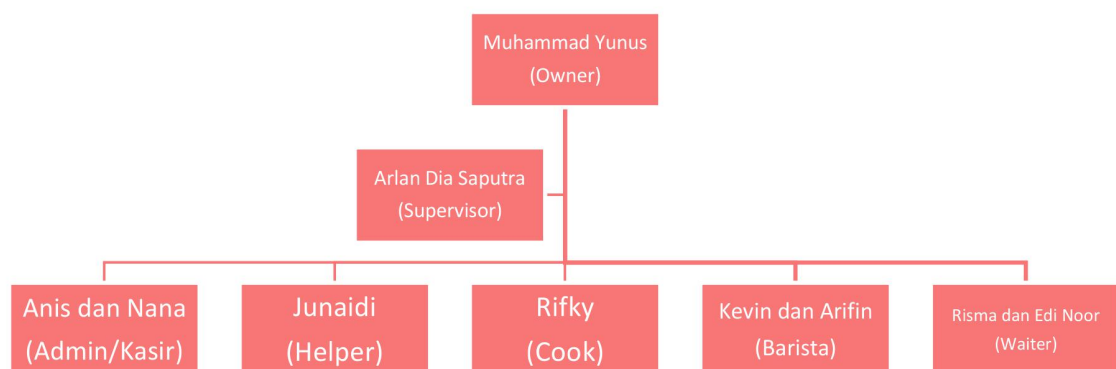 Muhammad Yunus
(Owner)
Arlan Dia Saputra
(Supervisor)
Anis dan Nana
(Admin/Kasir)
Junaidi
(Helper)
Rifky
(Cook)
Kevin dan Arifin
(Barista)
Risma dan Edi Noor
(Waiter)